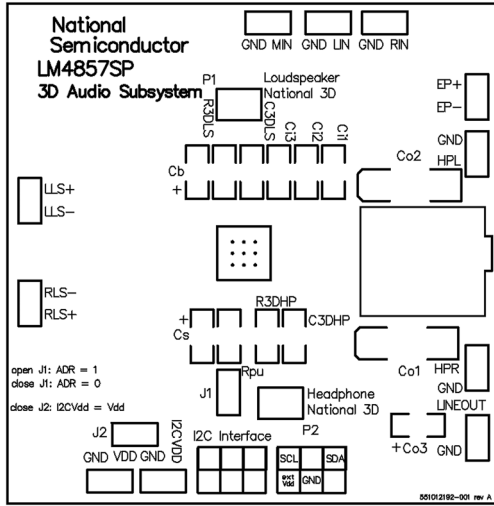 National
Semiconductor
LM4857SP
3D Audio Subsystem
GND MIN
GND LIN
GND RIN
P1
Loudspeaker
National 3D
R3DLS
C3DLS
Ci3
Ci2
Ci1
EP+
EP-
GND
HPL
Co2
Cb
+
LLS+
LLS-
RLS-
RLS+
+
Cs
R3DHP
C3DHP
Rpu
J1
open J1: ADR = 1
close J1: ADR = 0
close J2: I2CVdd = Vdd
Headphone
National 3D
Co1
HPR
GND
LINEOUT
J2
I2CVDD
GND VDD GND
I2C Interface
P2
SCL
SDA
ext
Vdd
GND
+Co3
GND
551012192-001 rev A